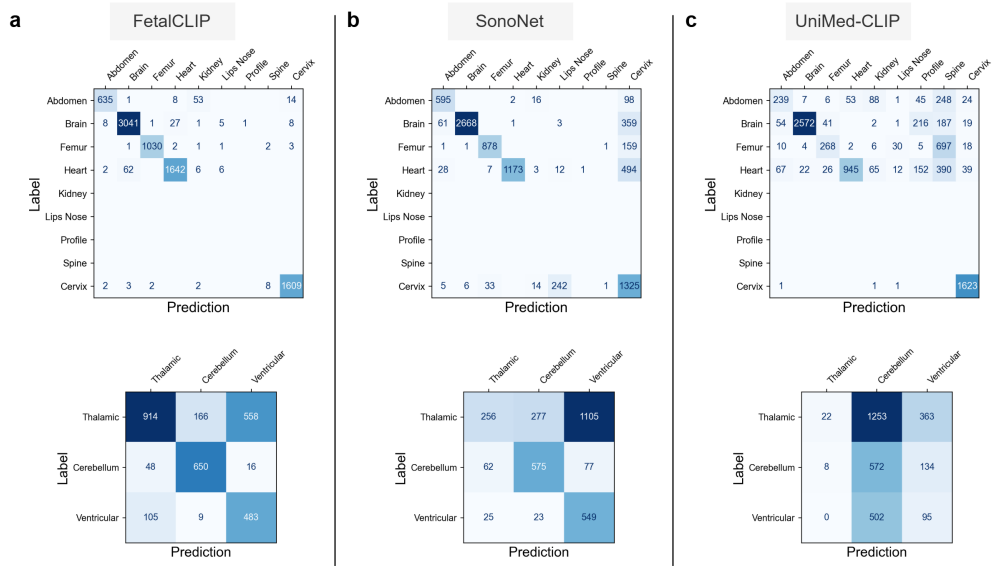 a
FetalCLIP
Abdomen Brain Femur Heart Kidney Lips Nose Profile Spine Cervix
Abdomen 635 1 8 53 14
Brain 8 3041 1 27 1 5 1 8
Femur 1 1030 2 1 1 2 3
Heart 2 62 1642 6 6
Kidney
Lips Nose
Profile
Spine
Cervix 2 3 2 2 8 1609
Label
Prediction
Thalamic Cerebellum Ventricular
Thalamic 914 166 558
Cerebellum 48 650 16
Ventricular 105 9 483
Label
Prediction
b
SonoNet
Abdomen Brain Femur Heart Kidney Lips Nose Profile Spine Cervix
Abdomen 595 2 16 98
Brain 61 2668 1 3 359
Femur 1 1 878 1 159
Heart 28 7 1173 3 12 1 494
Kidney
Lips Nose
Profile
Spine
Cervix 5 6 33 14 242 1 1325
Label
Prediction
Thalamic Cerebellum Ventricular
Thalamic 256 277 1105
Cerebellum 62 575 77
Ventricular 25 23 549
Label
Prediction
c
UniMed-CLIP
Abdomen Brain Femur Heart Kidney Lips Nose Profile Spine Cervix
Abdomen 239 7 6 53 88 1 45 248 24
Brain 54 2572 41 2 1 216 187 19
Femur 10 4 268 2 6 30 5 697 18
Heart 67 22 26 945 65 12 152 390 39
Kidney
Lips Nose
Profile
Spine
Cervix 1 1 1 1623
Label
Prediction
Thalamic Cerebellum Ventricular
Thalamic 22 1253 363
Cerebellum 8 572 134
Ventricular 0 502 95
Label
Prediction